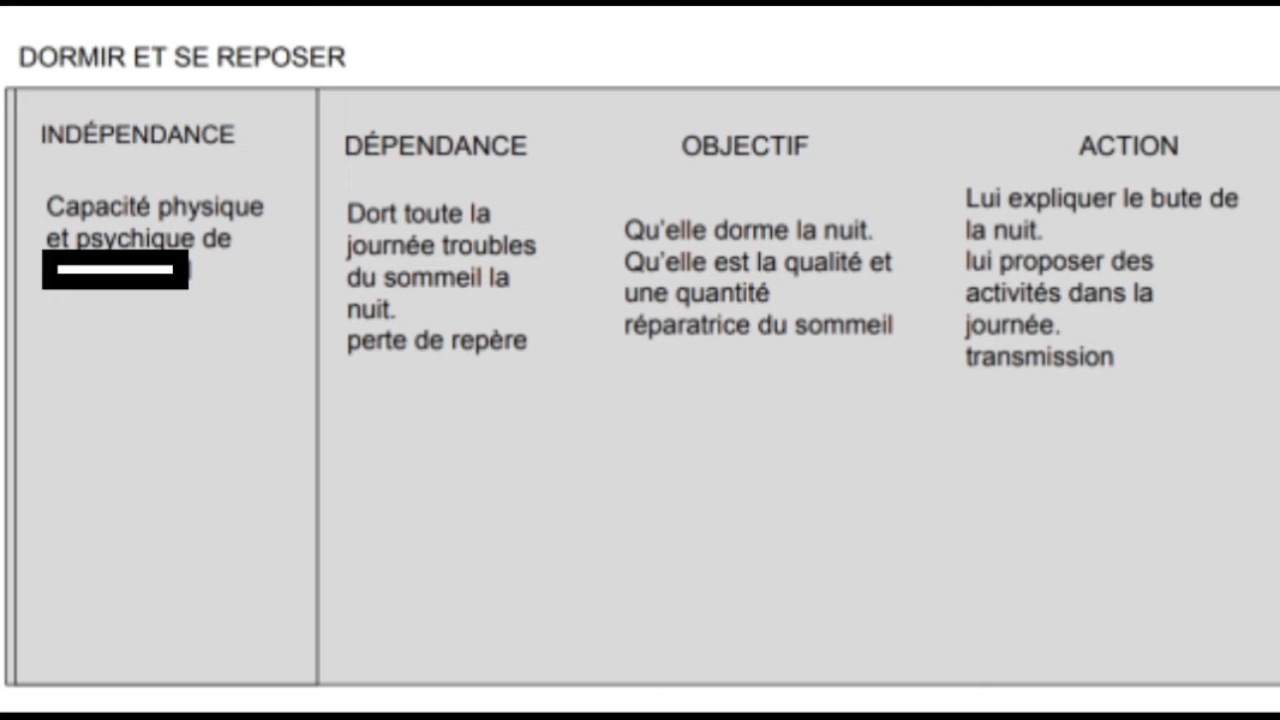 DORMIR ET SE REPOSER
INDÉPENDANCE
Capacité physique
et psychique de
DÉPENDANCE
Dort toute la
journée troubles
du sommeil la
nuit.
perte de repère
OBJECTIF
Qu'elle dorme la nuit.
Qu'elle est la qualité et
une quantité
réparatrice du sommeil
ACTION
Lui expliquer le bute de
la nuit.
lui proposer des
activités dans la
journée.
transmission